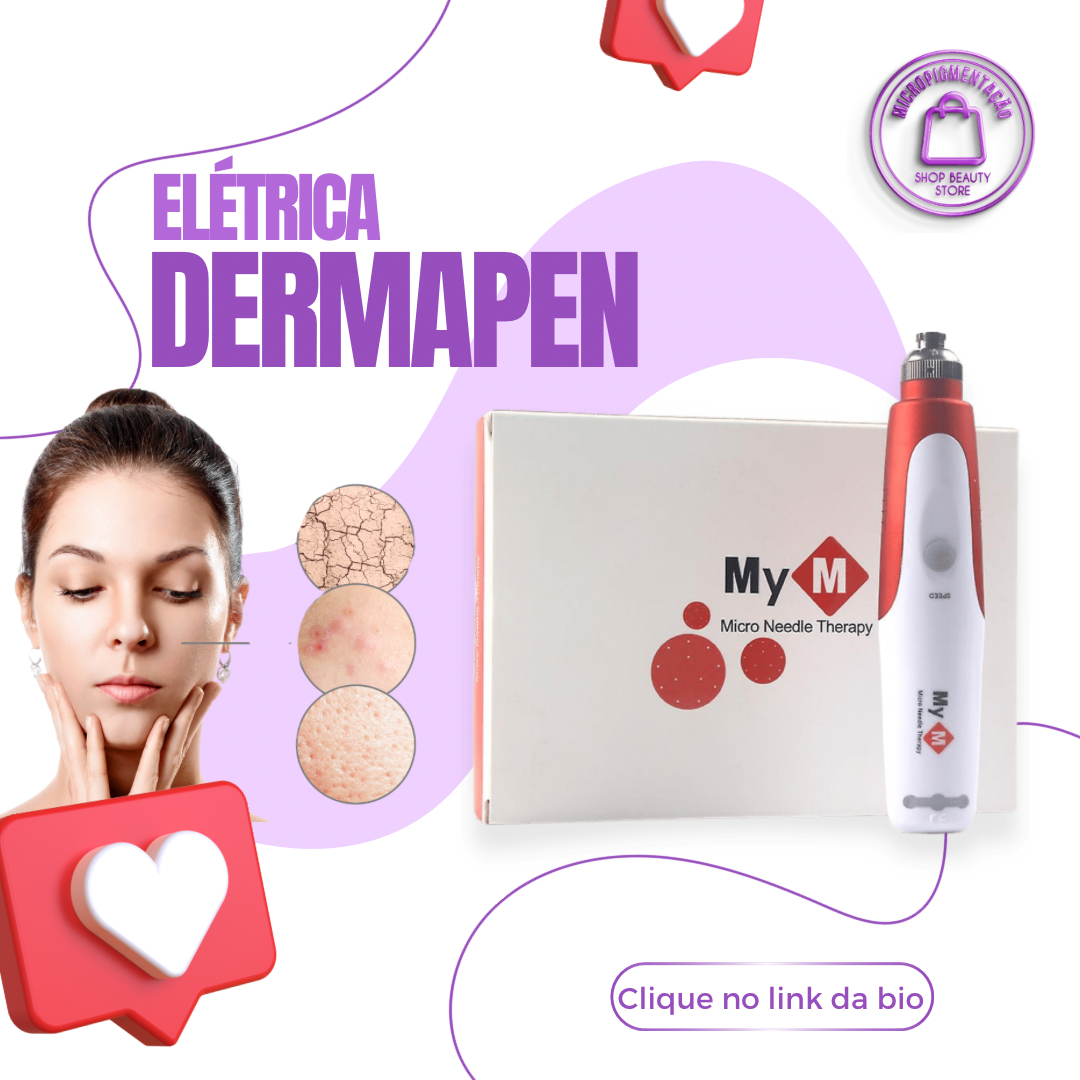 MICROPIGMENTAÇÃO
SHOP BEAUTY
STORE
ELÉTRICA
DERMAPEN
My M
Micro Needle Therapy
SPEED
My M
Micro Needle Therapy
Clique no link da bio